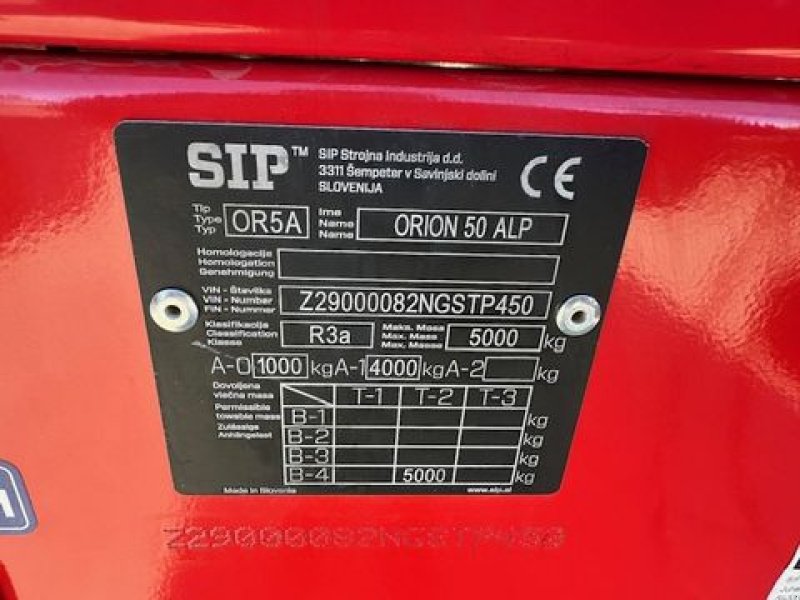 SIP™ SIP Strojna Industrija d.d.
3311 Šempeter v Savinjski dolini
SLOVENIJA
CE
Tip
Type
Typ
OR5A
Ime
Name
Name
ORION 50 ALP
Homologacije
Homologation
Genehmigung
VIN - Številka
VIN - Number
FIN - Nummer
Z29000082NGSTP450
Klasifikacija
Classification
Klasse
R3a
Maks. Masa
Max. Mass
Max. Masse
5000 kg
A-0 1000 kg A-1 4000 kg A-2 kg
Dovoljena
vlečna masa
Permissible
towable mass
Zulässige
Anhängelast
T-1 T-2 T-3
B-1 kg
B-2 kg
B-3 kg
B-4 5000 kg
Made in Slovenia
www.sip.si
Z29000082NGSTP450